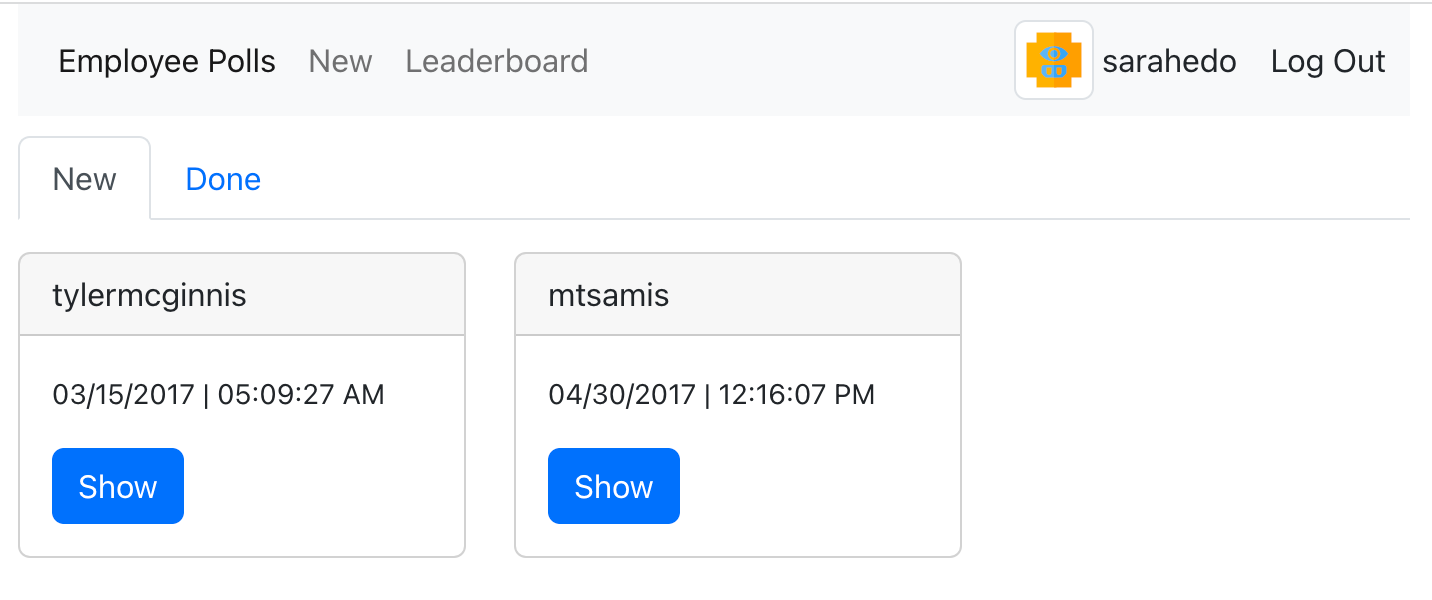 Employee Polls New Leaderboard sarahedo Log Out
New Done
tylermcginnis
03/15/2017 | 05:09:27 AM
Show
mtsamis
04/30/2017 | 12:16:07 PM
Show